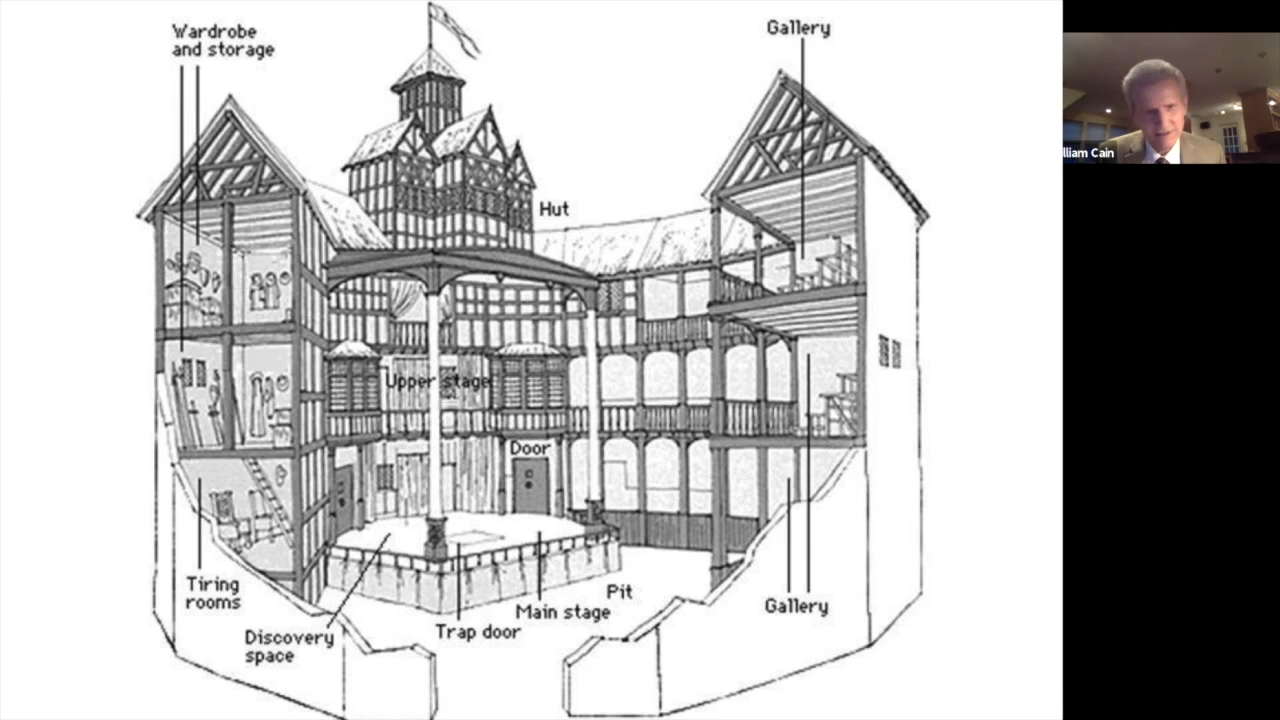 Wardrobe
and storage
Gallery
lliam Cain
Hut
Upper stage
Door
Tiring
rooms
Discovery
space
Trap door
Main stage
Pit
Gallery